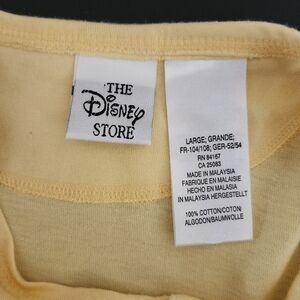 THE
Disney
STORE
LARGE; GRANDE;
FR-104/108; GER-52/54
RN 84167
CA 25083
MADE IN MALAYSIA
FABRIQUE EN MALAISIE
HECHO EN MALASIA
IN MALAYSIA HERGESTELLT
100% COTTON/COTON/
ALGODON/BAUMWOLLE